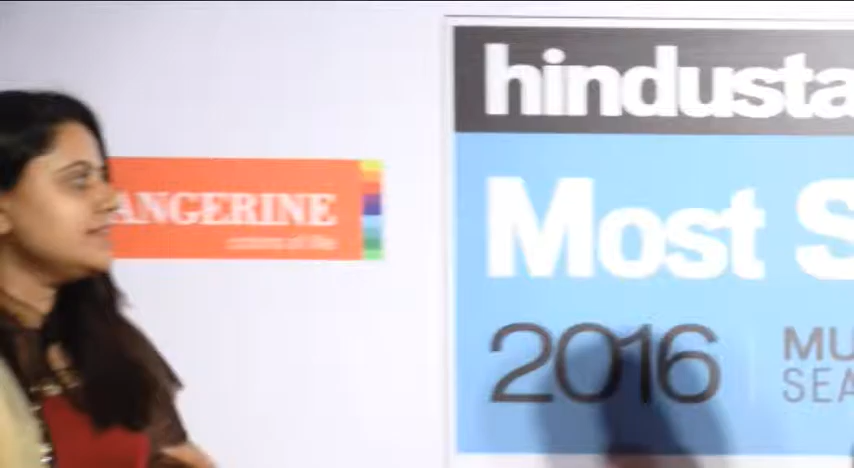 ANGERINE
hindusta
Most S
2016
MU
SEA